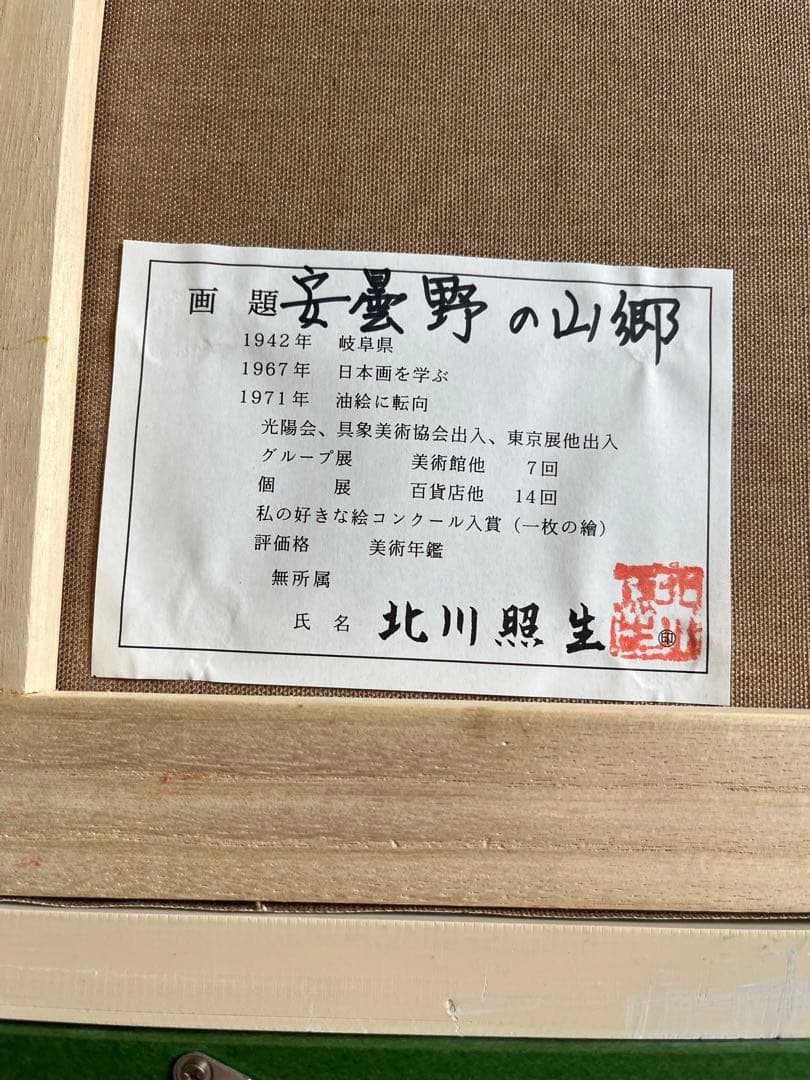 画題 安曇野の山郷
1942年 岐阜県
1967年 日本画を学ぶ
1971年 油絵に転向
光陽会、具象美術協会出入、東京展他出入
グループ展 美術館他 7回
個展 百貨店他 14回
私の好きな絵コンクール入賞（一枚の繪）
評価格 美術年鑑
無所属
氏名 北川照生 ㊞